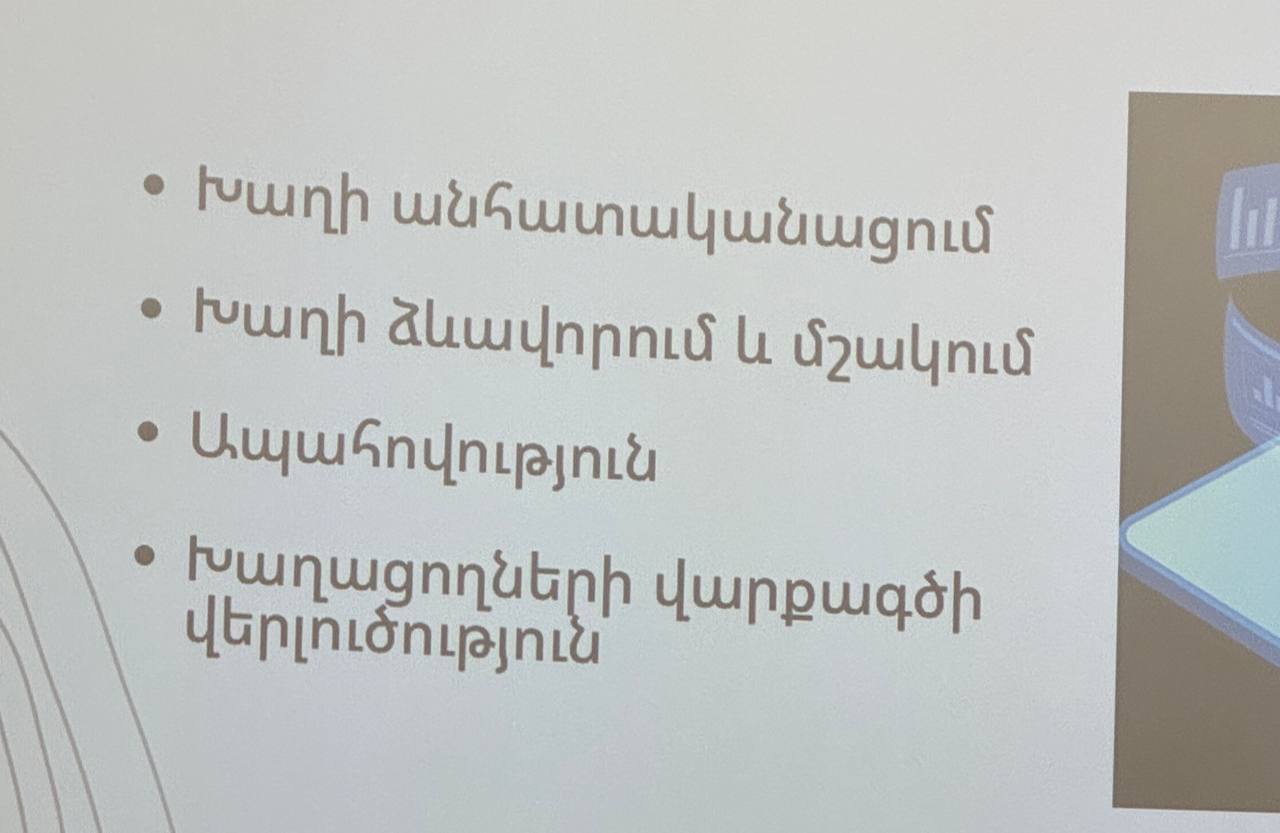 • Խաղի անհատականացում
• Խաղի ձևավորում և մշակում
• Ապահովություն
• Խաղացողների վարքագծի
վերլուծություն